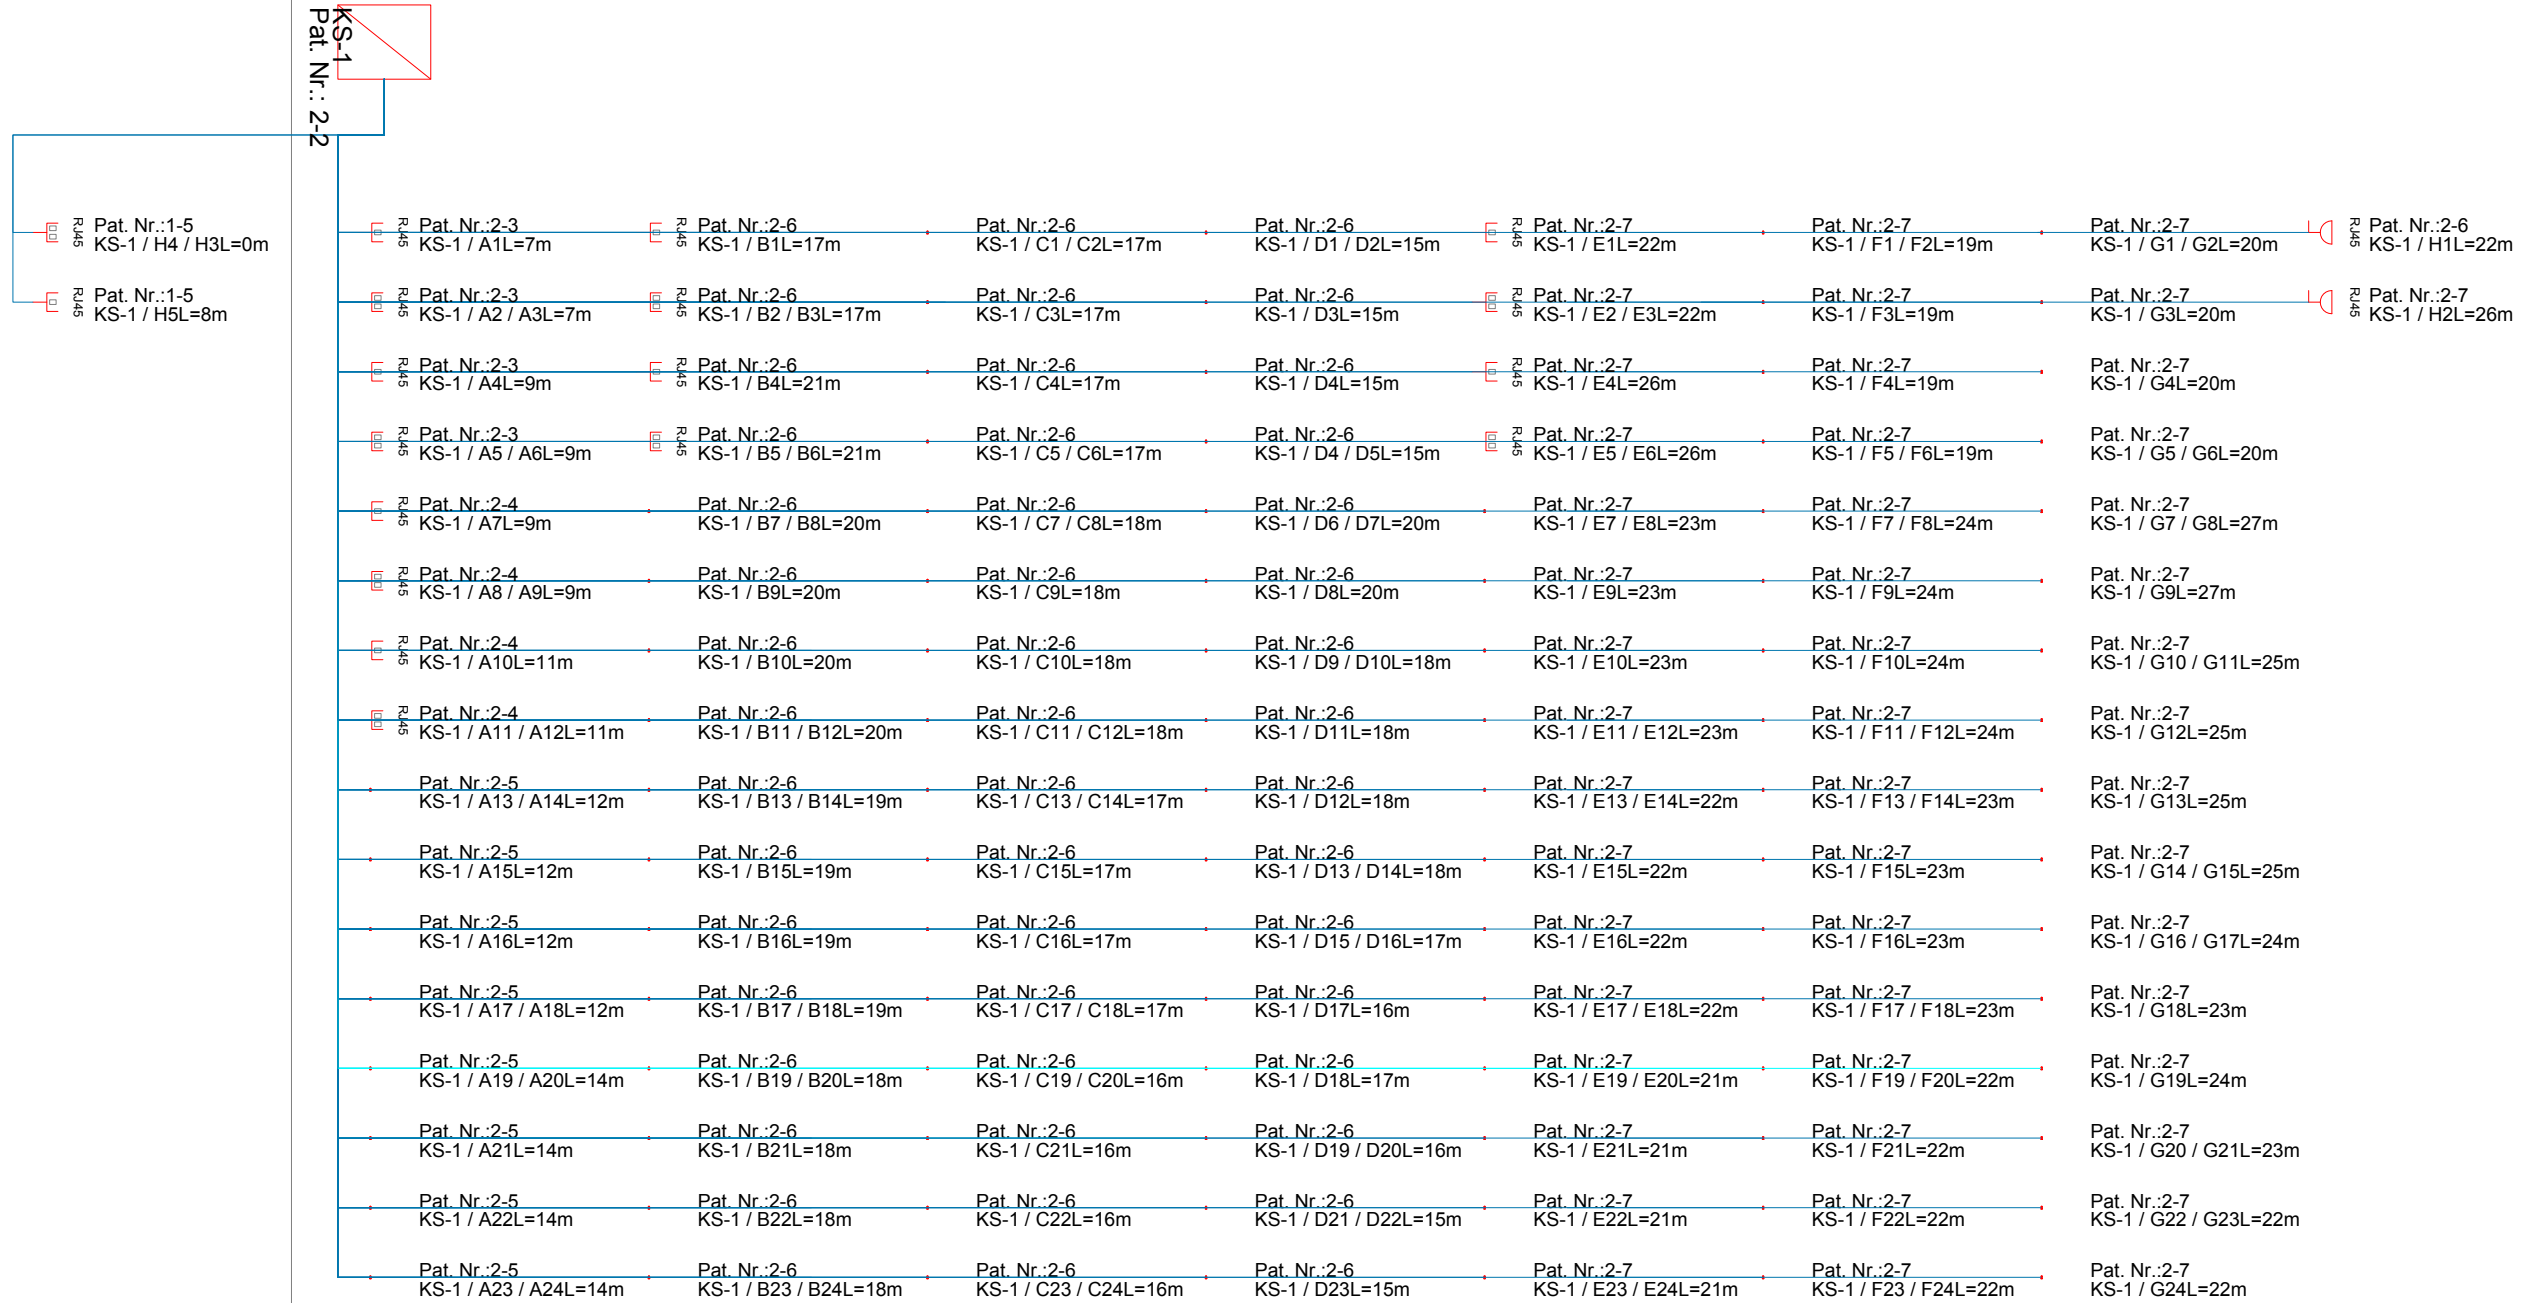 KS-1
Pat. Nr.: 2-2
RJ45 Pat. Nr.:1-5
KS-1 / H4 / H3L=0m
RJ45 Pat. Nr.:1-5
KS-1 / H5L=8m
RJ45 Pat. Nr.:2-3 RJ45 Pat. Nr.:2-6 Pat. Nr.:2-6 Pat. Nr.:2-6 RJ45 Pat. Nr.:2-7 Pat. Nr.:2-7 Pat. Nr.:2-7 RJ45 Pat. Nr.:2-6
KS-1 / A1L=7m KS-1 / B1L=17m KS-1 / C1 / C2L=17m KS-1 / D1 / D2L=15m KS-1 / E1L=22m KS-1 / F1 / F2L=19m KS-1 / G1 / G2L=20m KS-1 / H1L=22m
RJ45 Pat. Nr.:2-3 RJ45 Pat. Nr.:2-6 Pat. Nr.:2-6 Pat. Nr.:2-6 RJ45 Pat. Nr.:2-7 Pat. Nr.:2-7 Pat. Nr.:2-7 RJ45 Pat. Nr.:2-7
KS-1 / A2 / A3L=7m KS-1 / B2 / B3L=17m KS-1 / C3L=17m KS-1 / D3L=15m KS-1 / E2 / E3L=22m KS-1 / F3L=19m KS-1 / G3L=20m KS-1 / H2L=26m
RJ45 Pat. Nr.:2-3 RJ45 Pat. Nr.:2-6 Pat. Nr.:2-6 Pat. Nr.:2-6 RJ45 Pat. Nr.:2-7 Pat. Nr.:2-7 Pat. Nr.:2-7
KS-1 / A4L=9m KS-1 / B4L=21m KS-1 / C4L=17m KS-1 / D4L=15m KS-1 / E4L=26m KS-1 / F4L=19m KS-1 / G4L=20m
RJ45 Pat. Nr.:2-3 RJ45 Pat. Nr.:2-6 Pat. Nr.:2-6 Pat. Nr.:2-6 RJ45 Pat. Nr.:2-7 Pat. Nr.:2-7 Pat. Nr.:2-7
KS-1 / A5 / A6L=9m KS-1 / B5 / B6L=21m KS-1 / C5 / C6L=17m KS-1 / D4 / D5L=15m KS-1 / E5 / E6L=26m KS-1 / F5 / F6L=19m KS-1 / G5 / G6L=20m
RJ45 Pat. Nr.:2-4 Pat. Nr.:2-6 Pat. Nr.:2-6 Pat. Nr.:2-6 Pat. Nr.:2-7 Pat. Nr.:2-7 Pat. Nr.:2-7
KS-1 / A7L=9m KS-1 / B7 / B8L=20m KS-1 / C7 / C8L=18m KS-1 / D6 / D7L=20m KS-1 / E7 / E8L=23m KS-1 / F7 / F8L=24m KS-1 / G7 / G8L=27m
RJ45 Pat. Nr.:2-4 Pat. Nr.:2-6 Pat. Nr.:2-6 Pat. Nr.:2-6 Pat. Nr.:2-7 Pat. Nr.:2-7 Pat. Nr.:2-7
KS-1 / A8 / A9L=9m KS-1 / B9L=20m KS-1 / C9L=18m KS-1 / D8L=20m KS-1 / E9L=23m KS-1 / F9L=24m KS-1 / G9L=27m
RJ45 Pat. Nr.:2-4 Pat. Nr.:2-6 Pat. Nr.:2-6 Pat. Nr.:2-6 Pat. Nr.:2-7 Pat. Nr.:2-7 Pat. Nr.:2-7
KS-1 / A10L=11m KS-1 / B10L=20m KS-1 / C10L=18m KS-1 / D9 / D10L=18m KS-1 / E10L=23m KS-1 / F10L=24m KS-1 / G10 / G11L=25m
RJ45 Pat. Nr.:2-4 Pat. Nr.:2-6 Pat. Nr.:2-6 Pat. Nr.:2-6 Pat. Nr.:2-7 Pat. Nr.:2-7 Pat. Nr.:2-7
KS-1 / A11 / A12L=11m KS-1 / B11 / B12L=20m KS-1 / C11 / C12L=18m KS-1 / D11L=18m KS-1 / E11 / E12L=23m KS-1 / F11 / F12L=24m KS-1 / G12L=25m
Pat. Nr.:2-5 Pat. Nr.:2-6 Pat. Nr.:2-6 Pat. Nr.:2-6 Pat. Nr.:2-7 Pat. Nr.:2-7 Pat. Nr.:2-7
KS-1 / A13 / A14L=12m KS-1 / B13 / B14L=19m KS-1 / C13 / C14L=17m KS-1 / D12L=18m KS-1 / E13 / E14L=22m KS-1 / F13 / F14L=23m KS-1 / G13L=25m
Pat. Nr.:2-5 Pat. Nr.:2-6 Pat. Nr.:2-6 Pat. Nr.:2-6 Pat. Nr.:2-7 Pat. Nr.:2-7 Pat. Nr.:2-7
KS-1 / A15L=12m KS-1 / B15L=19m KS-1 / C15L=17m KS-1 / D13 / D14L=18m KS-1 / E15L=22m KS-1 / F15L=23m KS-1 / G14 / G15L=25m
Pat. Nr.:2-5 Pat. Nr.:2-6 Pat. Nr.:2-6 Pat. Nr.:2-6 Pat. Nr.:2-7 Pat. Nr.:2-7 Pat. Nr.:2-7
KS-1 / A16L=12m KS-1 / B16L=19m KS-1 / C16L=17m KS-1 / D15 / D16L=17m KS-1 / E16L=22m KS-1 / F16L=23m KS-1 / G16 / G17L=24m
Pat. Nr.:2-5 Pat. Nr.:2-6 Pat. Nr.:2-6 Pat. Nr.:2-6 Pat. Nr.:2-7 Pat. Nr.:2-7 Pat. Nr.:2-7
KS-1 / A17 / A18L=12m KS-1 / B17 / B18L=19m KS-1 / C17 / C18L=17m KS-1 / D17L=16m KS-1 / E17 / E18L=22m KS-1 / F17 / F18L=23m KS-1 / G18L=23m
Pat. Nr.:2-5 Pat. Nr.:2-6 Pat. Nr.:2-6 Pat. Nr.:2-6 Pat. Nr.:2-7 Pat. Nr.:2-7 Pat. Nr.:2-7
KS-1 / A19 / A20L=14m KS-1 / B19 / B20L=18m KS-1 / C19 / C20L=16m KS-1 / D18L=17m KS-1 / E19 / E20L=21m KS-1 / F19 / F20L=22m KS-1 / G19L=24m
Pat. Nr.:2-5 Pat. Nr.:2-6 Pat. Nr.:2-6 Pat. Nr.:2-6 Pat. Nr.:2-7 Pat. Nr.:2-7 Pat. Nr.:2-7
KS-1 / A21L=14m KS-1 / B21L=18m KS-1 / C21L=16m KS-1 / D19 / D20L=16m KS-1 / E21L=21m KS-1 / F21L=22m KS-1 / G20 / G21L=23m
Pat. Nr.:2-5 Pat. Nr.:2-6 Pat. Nr.:2-6 Pat. Nr.:2-6 Pat. Nr.:2-7 Pat. Nr.:2-7 Pat. Nr.:2-7
KS-1 / A22L=14m KS-1 / B22L=18m KS-1 / C22L=16m KS-1 / D21 / D22L=15m KS-1 / E22L=21m KS-1 / F22L=22m KS-1 / G22 / G23L=22m
Pat. Nr.:2-5 Pat. Nr.:2-6 Pat. Nr.:2-6 Pat. Nr.:2-6 Pat. Nr.:2-7 Pat. Nr.:2-7 Pat. Nr.:2-7
KS-1 / A23 / A24L=14m KS-1 / B23 / B24L=18m KS-1 / C23 / C24L=16m KS-1 / D23L=15m KS-1 / E23 / E24L=21m KS-1 / F23 / F24L=22m KS-1 / G24L=22m